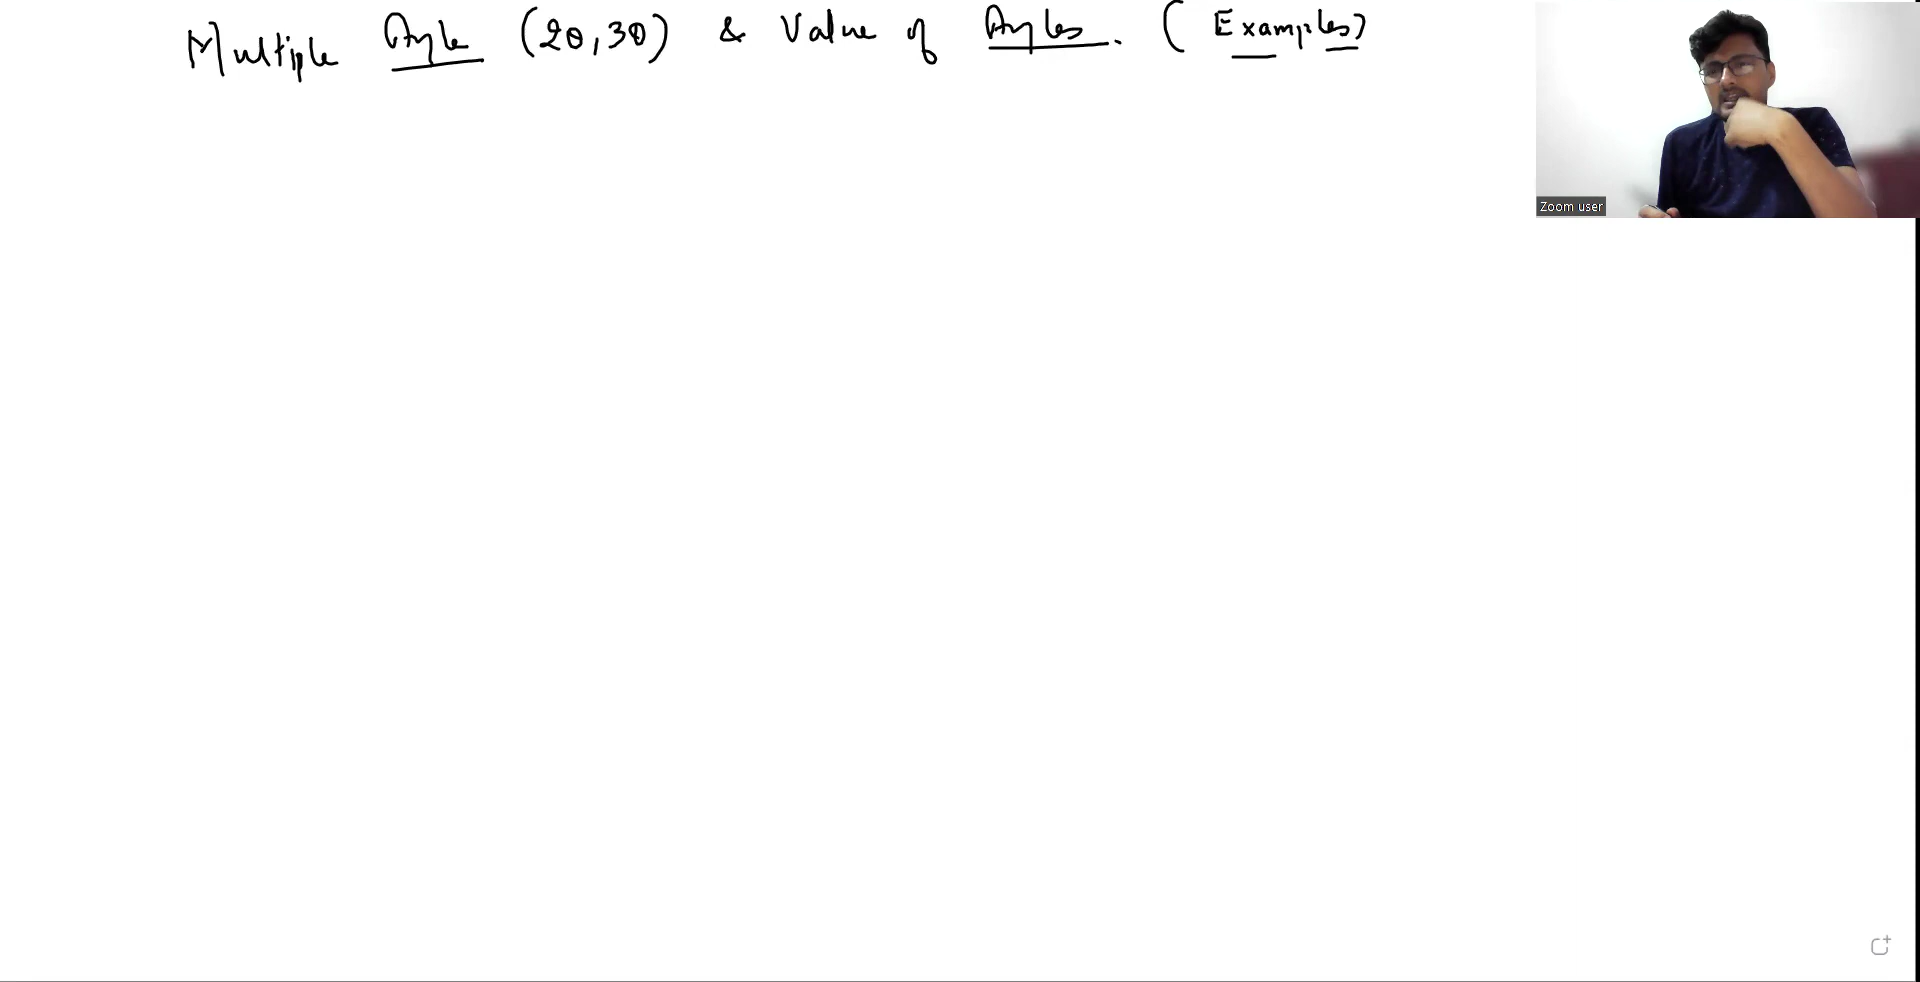 Multiple Angle (2θ, 3θ) & Value of Angles. (Examples)
Zoom user